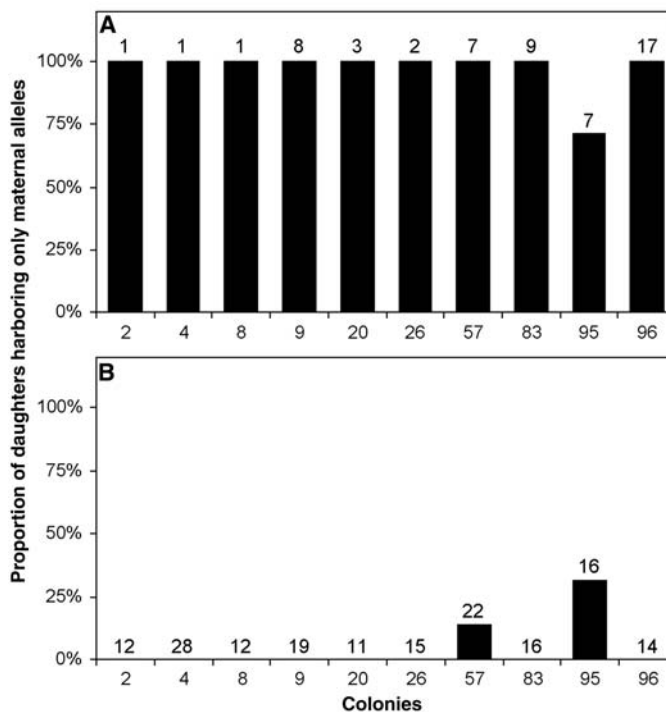 A
1 1 1 8 3 2 7 9 7 17
100%
75%
50%
25%
0%
2 4 8 9 20 26 57 83 95 96
Proportion of daughters harboring only maternal alleles
B
100%
75%
50%
25%
0%
12 28 12 19 11 15 22 16 16 14
2 4 8 9 20 26 57 83 95 96
Colonies